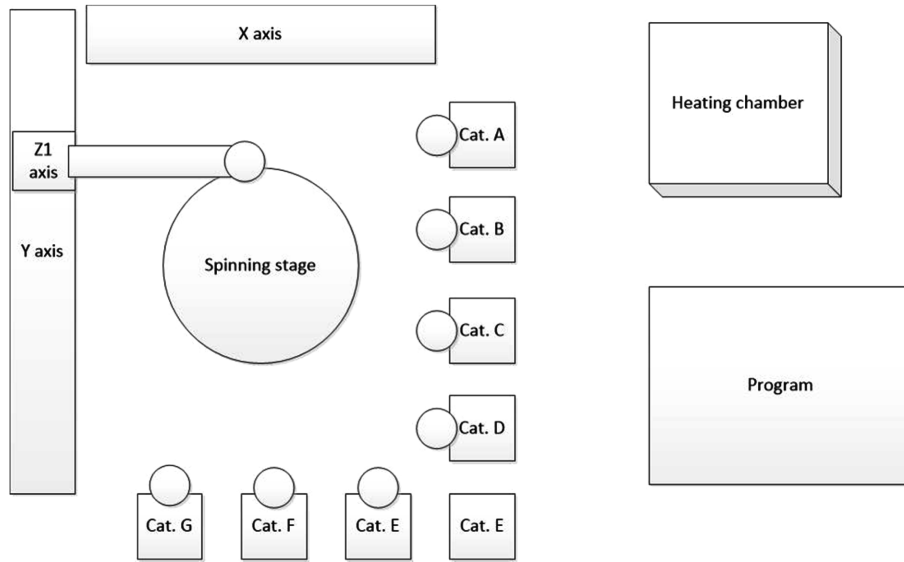 X axis
Heating chamber
Cat. A
Z1
axis
Cat. B
Y axis
Spinning stage
Cat. C
Program
Cat. D
Cat. G
Cat. F
Cat. E
Cat. E